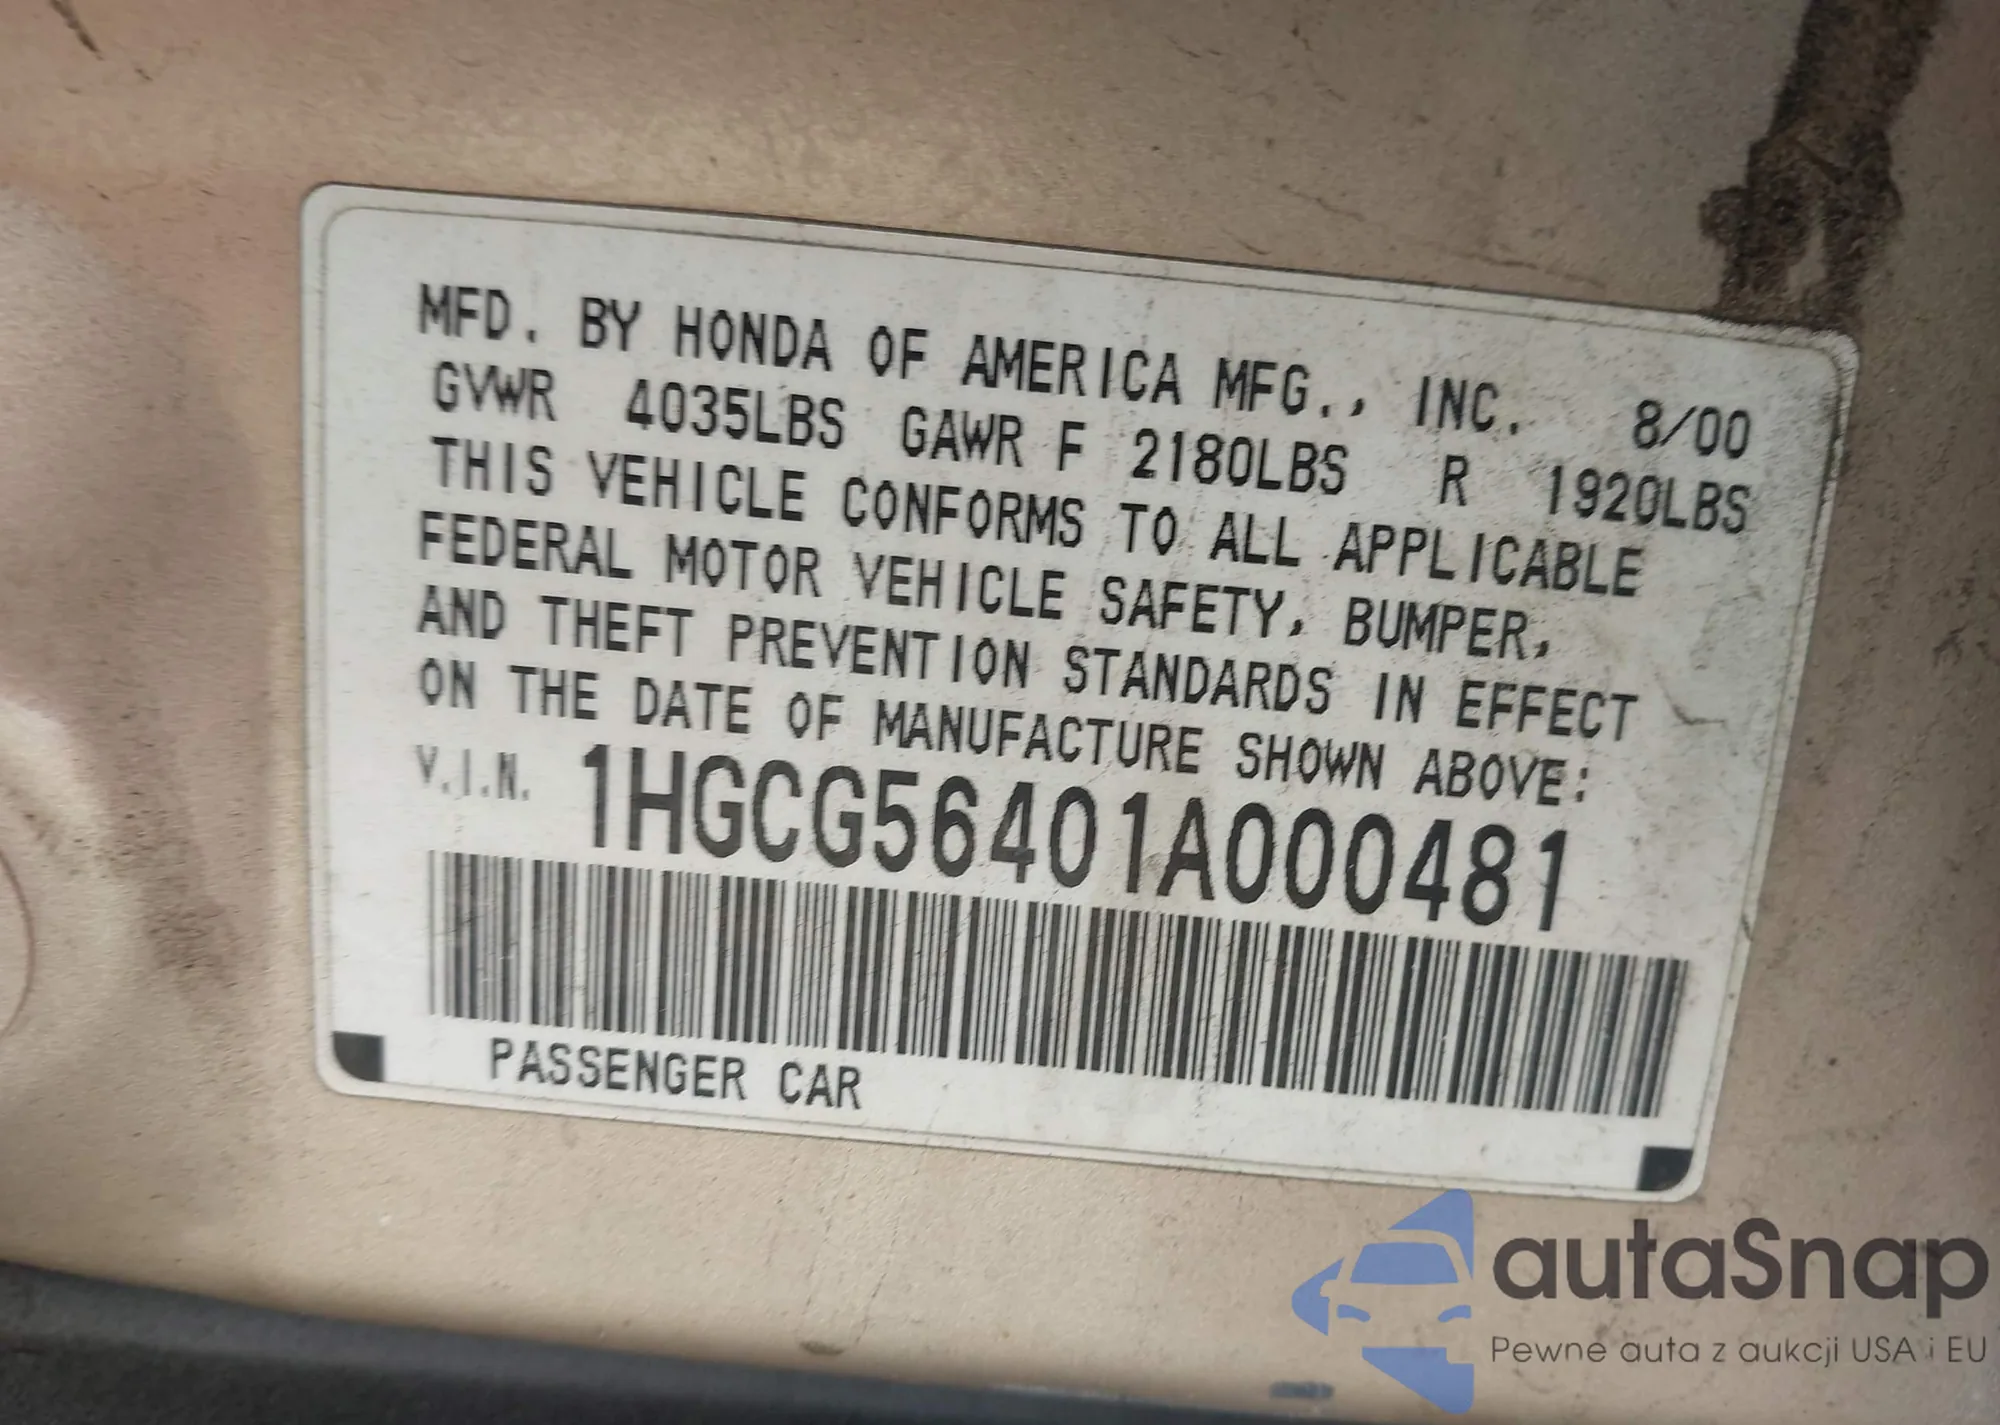 MFD. BY HONDA OF AMERICA MFG., INC. 8/00
GVWR 4035LBS GAWR F 2180LBS R 1920LBS
THIS VEHICLE CONFORMS TO ALL APPLICABLE
FEDERAL MOTOR VEHICLE SAFETY, BUMPER,
AND THEFT PREVENTION STANDARDS IN EFFECT
ON THE DATE OF MANUFACTURE SHOWN ABOVE:
V.I.N. 1HGCG56401A000481
PASSENGER CAR
autaSnap
Pewne auta z aukcji USA i EU